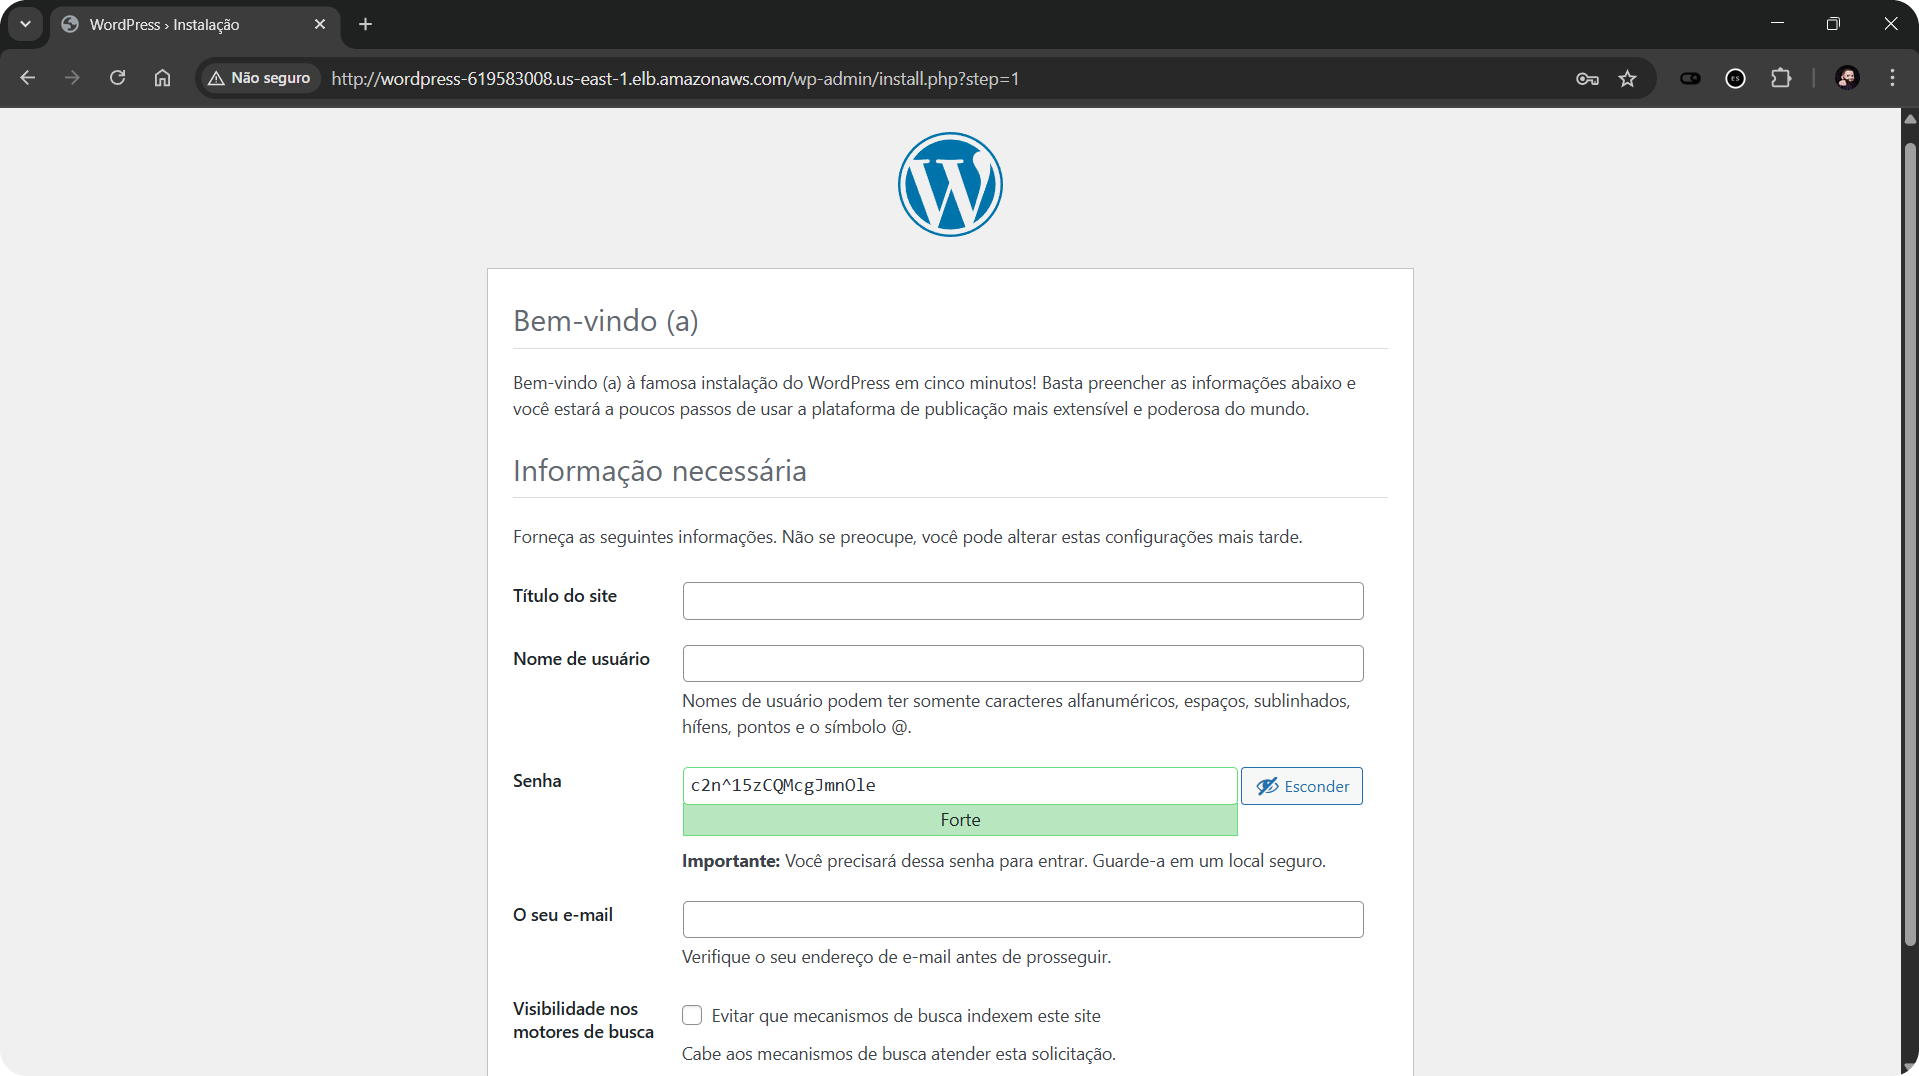 WordPress › Instalação
Não seguro
http://wordpress-619583008.us-east-1.elb.amazonaws.com/wp-admin/install.php?step=1
Bem-vindo (a)
Bem-vindo (a) à famosa instalação do WordPress em cinco minutos! Basta preencher as informações abaixo e
você estará a poucos passos de usar a plataforma de publicação mais extensível e poderosa do mundo.
Informação necessária
Forneça as seguintes informações. Não se preocupe, você pode alterar estas configurações mais tarde.
Título do site
Nome de usuário
Nomes de usuário podem ter somente caracteres alfanuméricos, espaços, sublinhados,
hífens, pontos e o símbolo @.
Senha
c2n^15zCQMcgJmnOle
Esconder
Forte
Importante: Você precisará dessa senha para entrar. Guarde-a em um local seguro.
O seu e-mail
Verifique o seu endereço de e-mail antes de prosseguir.
Visibilidade nos
motores de busca
Evitar que mecanismos de busca indexem este site
Cabe aos mecanismos de busca atender esta solicitação.